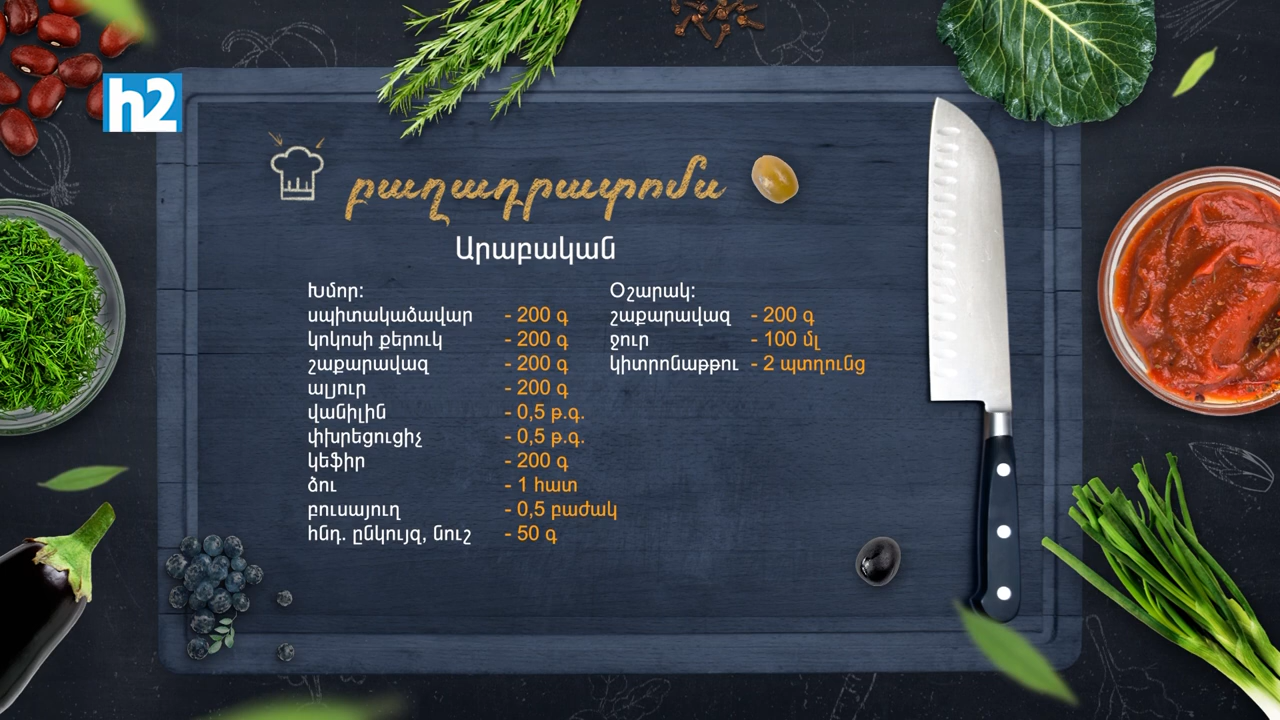 h2
բաղադրատոմս
Արաբական
Խմոր:
սպիտակաձավար - 200 գ
կոկոսի քերուկ - 200 գ
շաքարավազ - 200 գ
ալյուր - 200 գ
վանիլին - 0,5 թ.գ.
փխրեցուցիչ - 0,5 թ.գ.
կեֆիր - 200 գ
ձու - 1 հատ
բուսայուղ - 0,5 բաժակ
հնդ. ընկույզ, նուշ - 50 գ
Օշարակ:
շաքարավազ - 200 գ
ջուր - 100 մլ
կիտրոնաթթու - 2 պտղունց